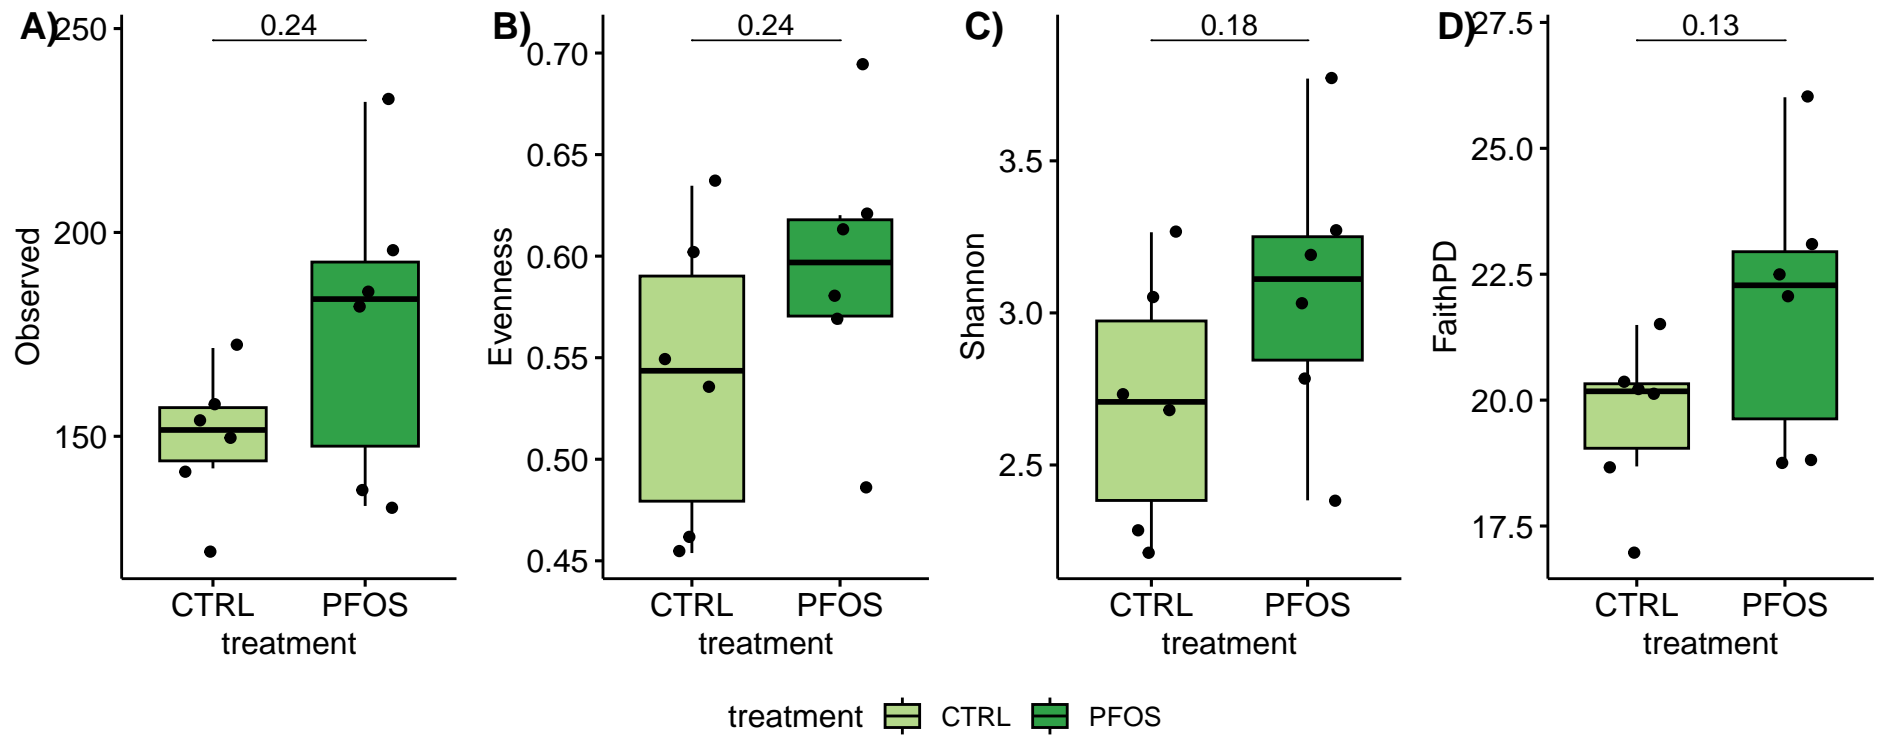 A)
250
200
150
Observed
0.24
CTRL PFOS
treatment
B)
0.70
0.65
0.60
0.55
0.50
0.45
Evenness
0.24
CTRL PFOS
treatment
C)
3.5
3.0
2.5
Shannon
0.18
CTRL PFOS
treatment
D)
27.5
25.0
22.5
20.0
17.5
FaithPD
0.13
CTRL PFOS
treatment
treatment CTRL PFOS